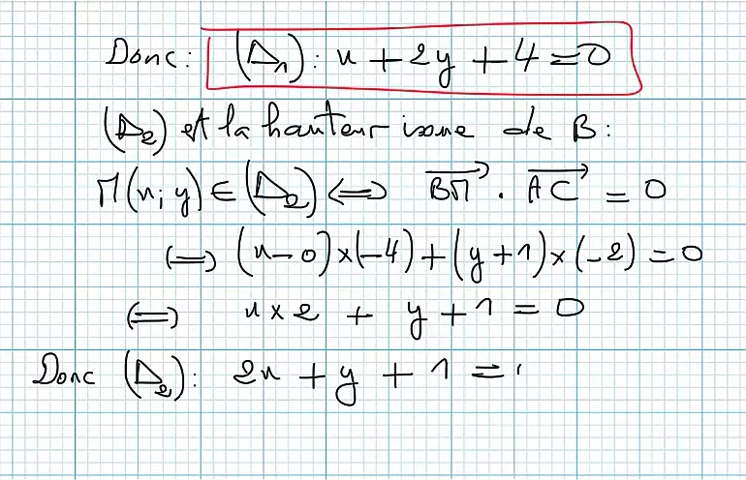 Donc: (Δ₁): x + 2y + 4 = 0
(Δ₂) est la hauteur issue de B:
M(x; y) ∈ (Δ₂) ⟺ BM⃗ . AC⃗ = 0
⟺ (x - 0) × (-4) + (y + 1) × (-2) = 0
⟺ x × 2 + y + 1 = 0
Donc (Δ₂): 2x + y + 1 =